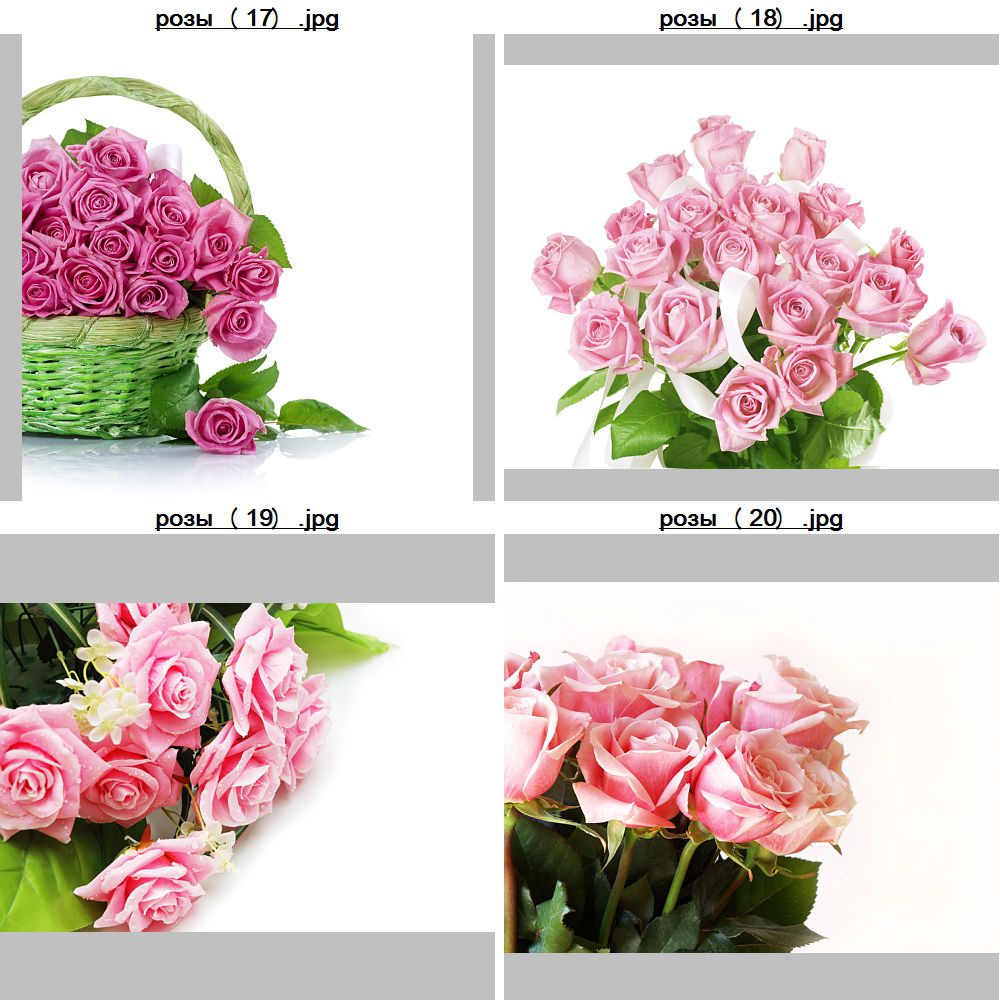 розы ( 17) .jpg
розы ( 18) .jpg
розы ( 19) .jpg
розы ( 20) .jpg